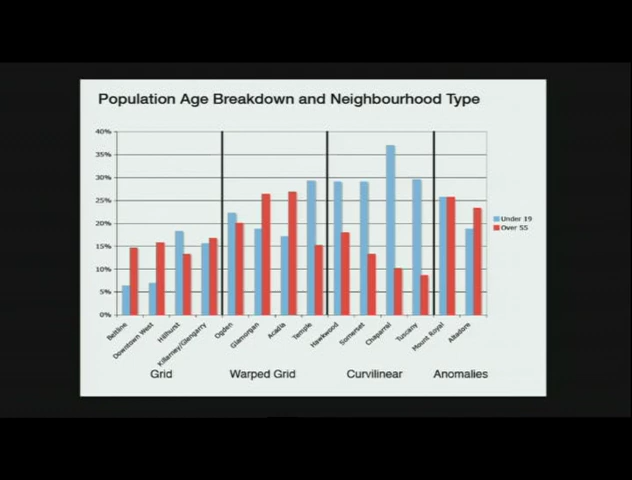 Population Age Breakdown and Neighbourhood Type
40%
35%
30%
25%
20%
15%
10%
5%
0%
Under 19
Over 55
Beltline
Downtown West
Hillhurst
Killarney/Glengarry
Ogden
Glamorgan
Acadia
Temple
Hawkwood
Somerset
Chaparral
Tuscany
Mount Royal
Altadore
Grid
Warped Grid
Curvilinear
Anomalies